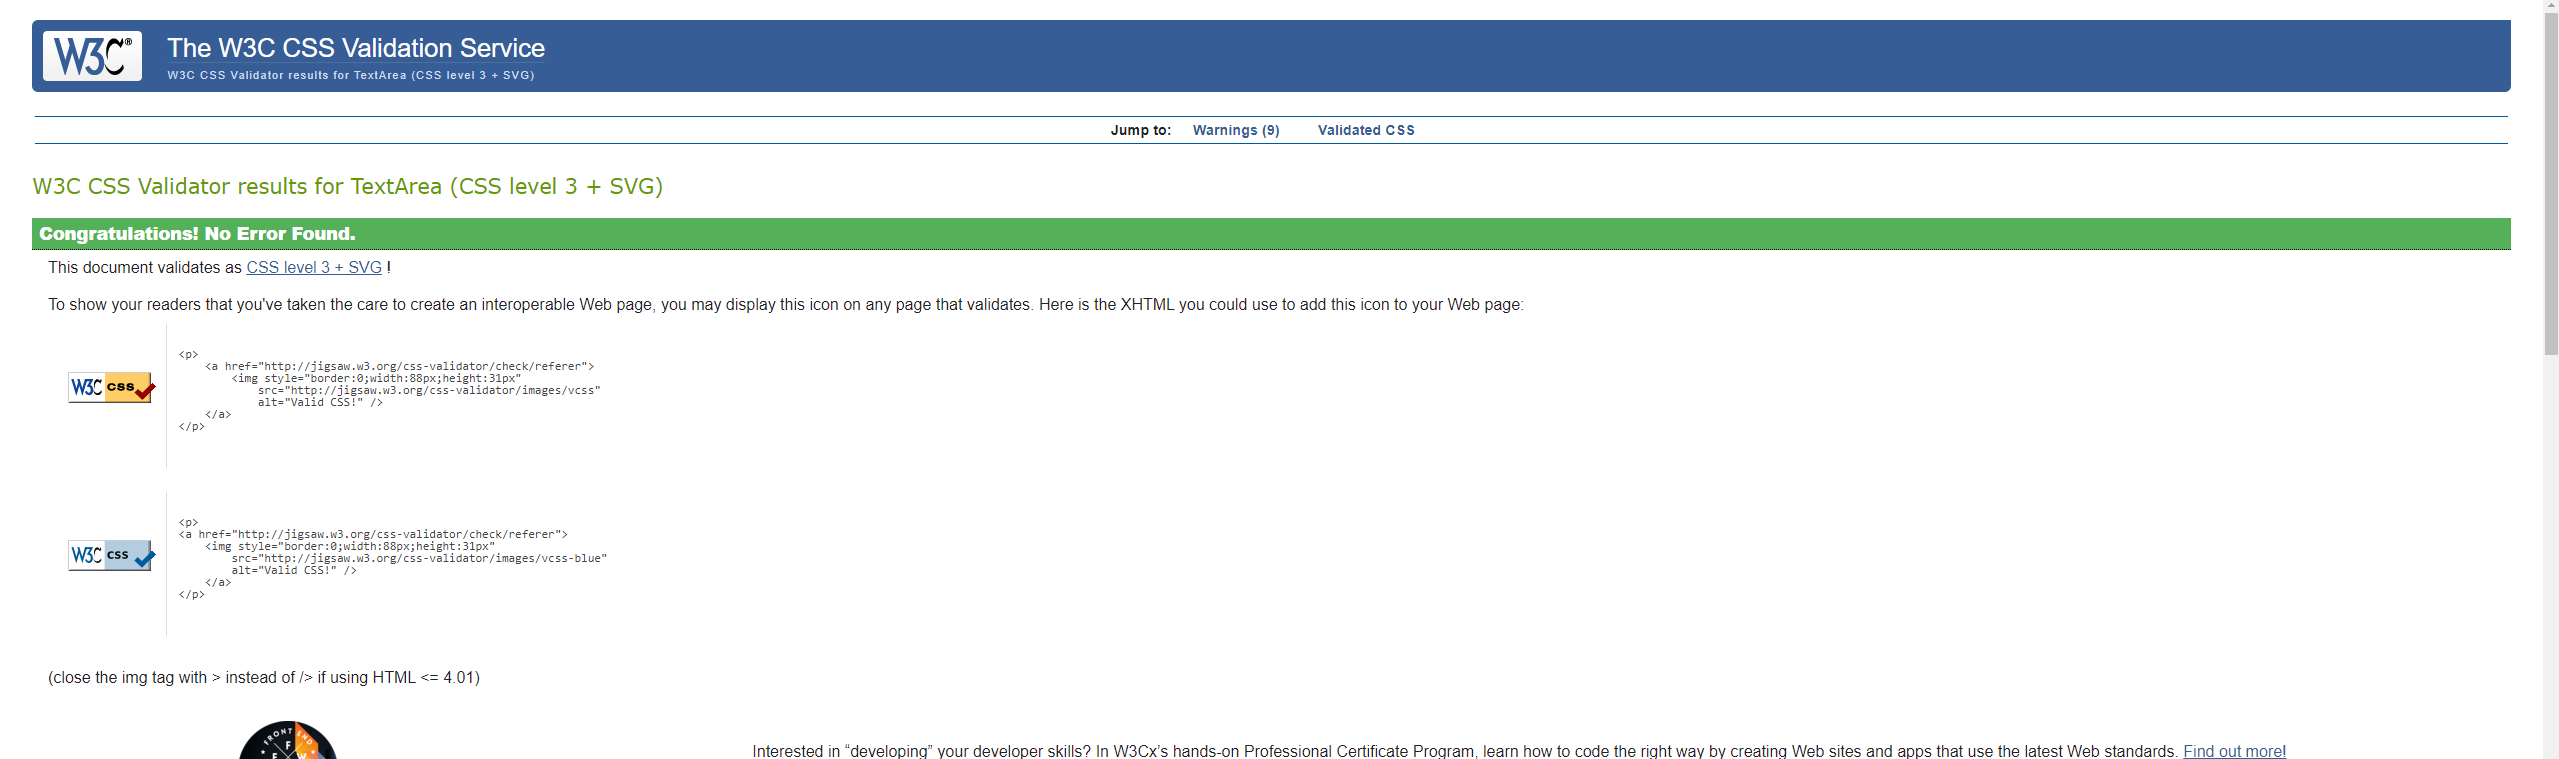 W3C®
The W3C CSS Validation Service
W3C CSS Validator results for TextArea (CSS level 3 + SVG)
Jump to: Warnings (9) Validated CSS
W3C CSS Validator results for TextArea (CSS level 3 + SVG)
Congratulations! No Error Found.
This document validates as CSS level 3 + SVG !
To show your readers that you've taken the care to create an interoperable Web page, you may display this icon on any page that validates. Here is the XHTML you could use to add this icon to your Web page:
W3C css
<p>
<a href="http://jigsaw.w3.org/css-validator/check/referer">
<img style="border:0;width:88px;height:31px"
src="http://jigsaw.w3.org/css-validator/images/vcss"
alt="Valid CSS!" />
</a>
</p>
W3C css
<p>
<a href="http://jigsaw.w3.org/css-validator/check/referer">
<img style="border:0;width:88px;height:31px"
src="http://jigsaw.w3.org/css-validator/images/vcss-blue"
alt="Valid CSS!" />
</a>
</p>
(close the img tag with > instead of /> if using HTML <= 4.01)
FRONT END
Interested in “developing” your developer skills? In W3Cx’s hands-on Professional Certificate Program, learn how to code the right way by creating Web sites and apps that use the latest Web standards. Find out more!